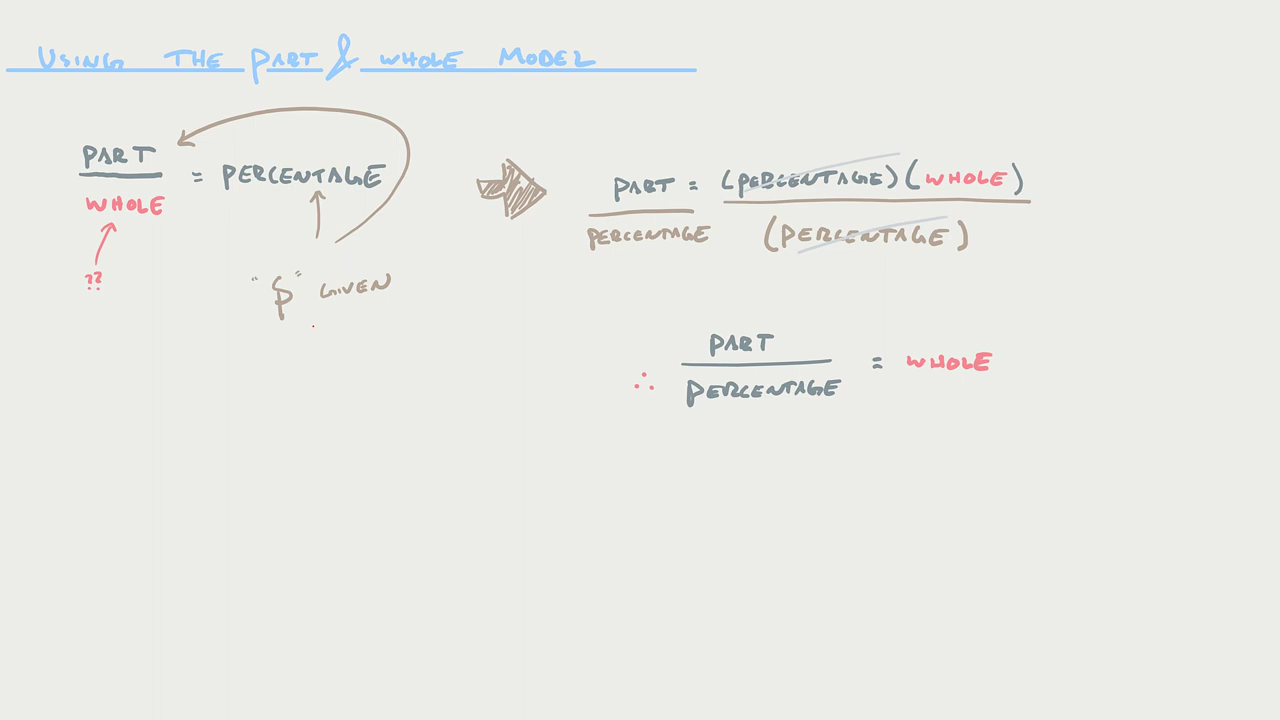 USING THE PART & WHOLE MODEL
PART
WHOLE
= PERCENTAGE
??
"P" GIVEN
PART = (PERCENTAGE)(WHOLE)
PERCENTAGE (PERCENTAGE)
PART
∴ PERCENTAGE = WHOLE